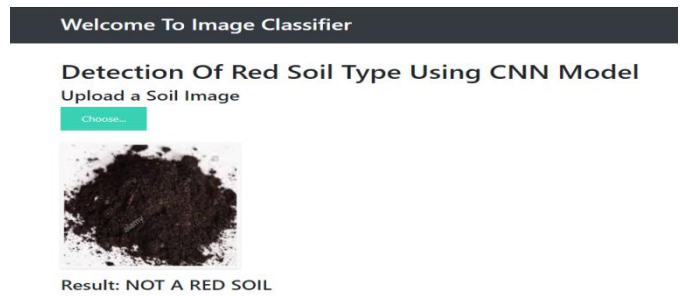 Welcome To Image Classifier
Detection Of Red Soil Type Using CNN Model
Upload a Soil Image
Choose...
alamy
Result: NOT A RED SOIL